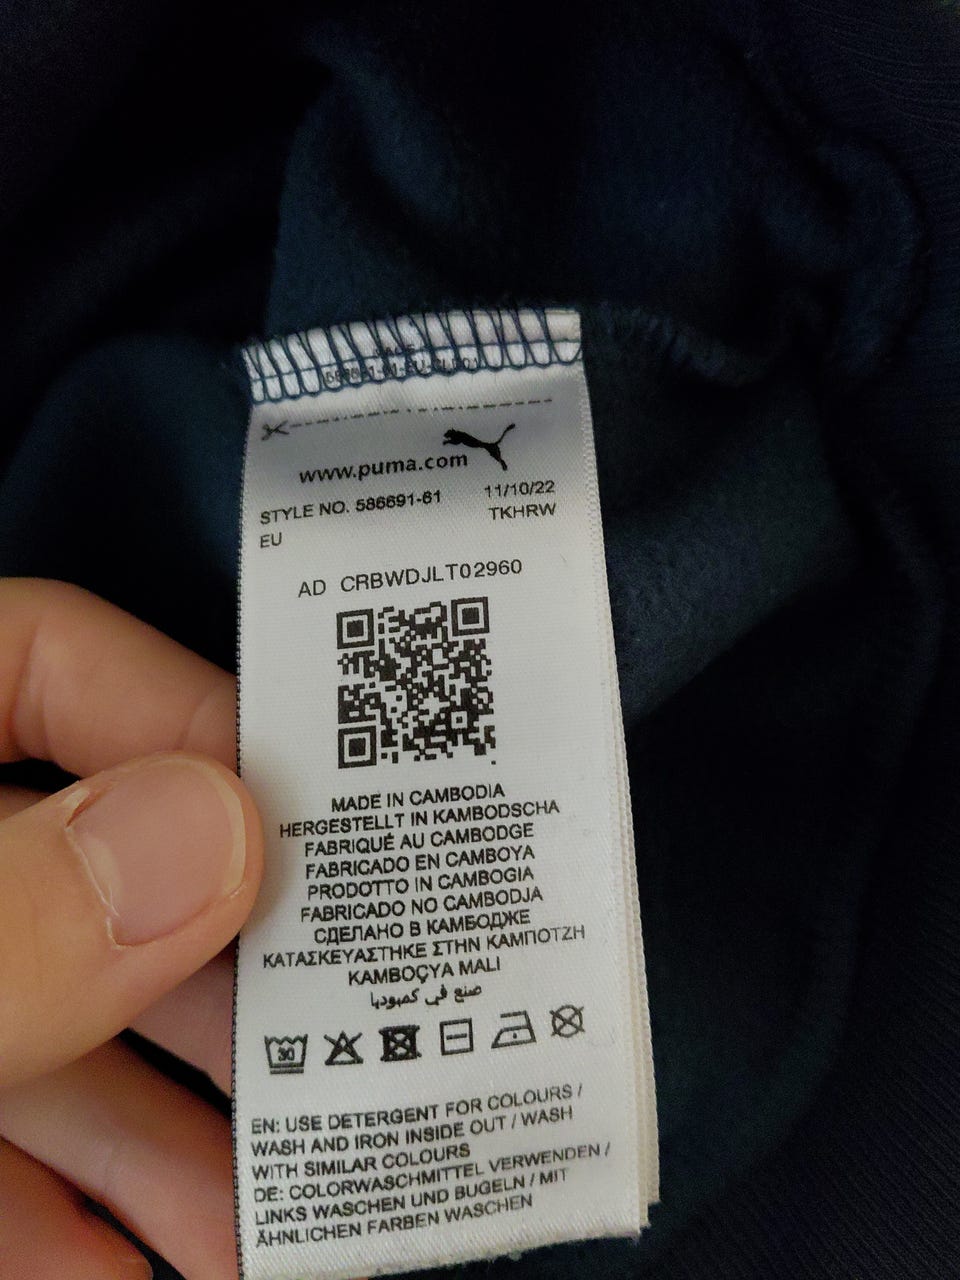 www.puma.com
STYLE NO. 586691-61 11/10/22
EU TKHRW
AD CRBWDJLT02960
MADE IN CAMBODIA
HERGESTELLT IN KAMBODSCHA
FABRIQUÉ AU CAMBODGE
FABRICADO EN CAMBOYA
PRODOTTO IN CAMBOGIA
FABRICADO NO CAMBODJA
СДЕЛАНО В КАМБОДЖЕ
ΚΑΤΑΣΚΕΥΑΣΤΗΚΕ ΣΤΗΝ ΚΑΜΠΟΤΖΗ
KAMBOÇYA MALI
صنع في كمبوديا
30
EN: USE DETERGENT FOR COLOURS /
WASH AND IRON INSIDE OUT / WASH
WITH SIMILAR COLOURS
DE: COLORWASCHMITTEL VERWENDEN /
LINKS WASCHEN UND BUGELN / MIT
ÄHNLICHEN FARBEN WASCHEN